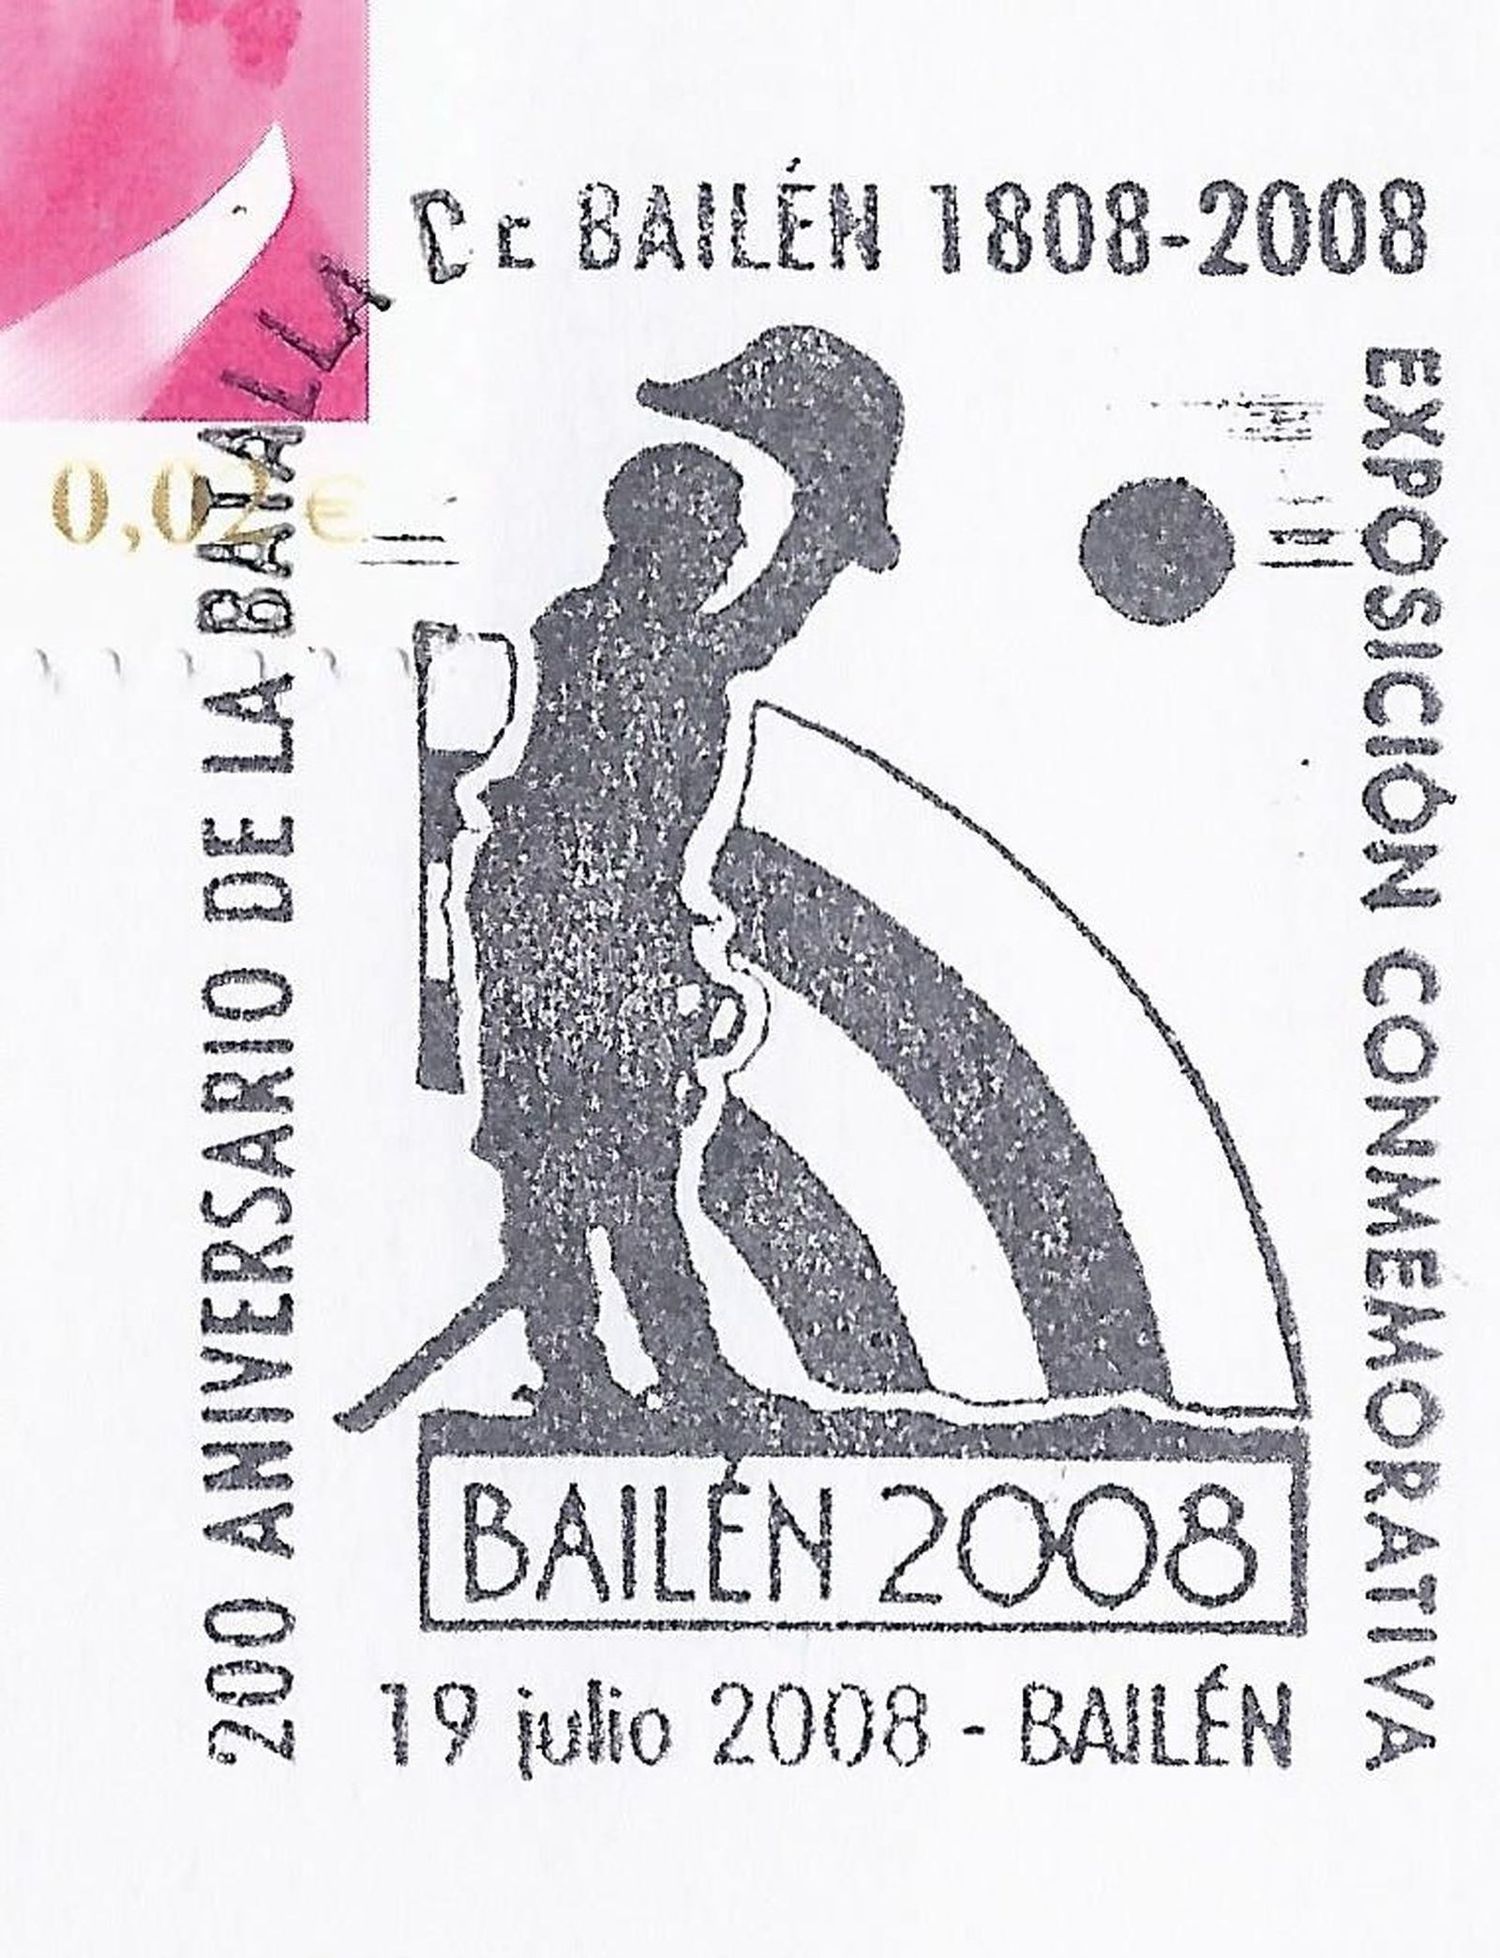 200 ANIVERSARIO DE LA BATALLA DE BAILÉN 1808-2008
EXPOSICIÓN CONMEMORATIVA
0,02 €
BAILÉN 2008
19 julio 2008 - BAILÉN